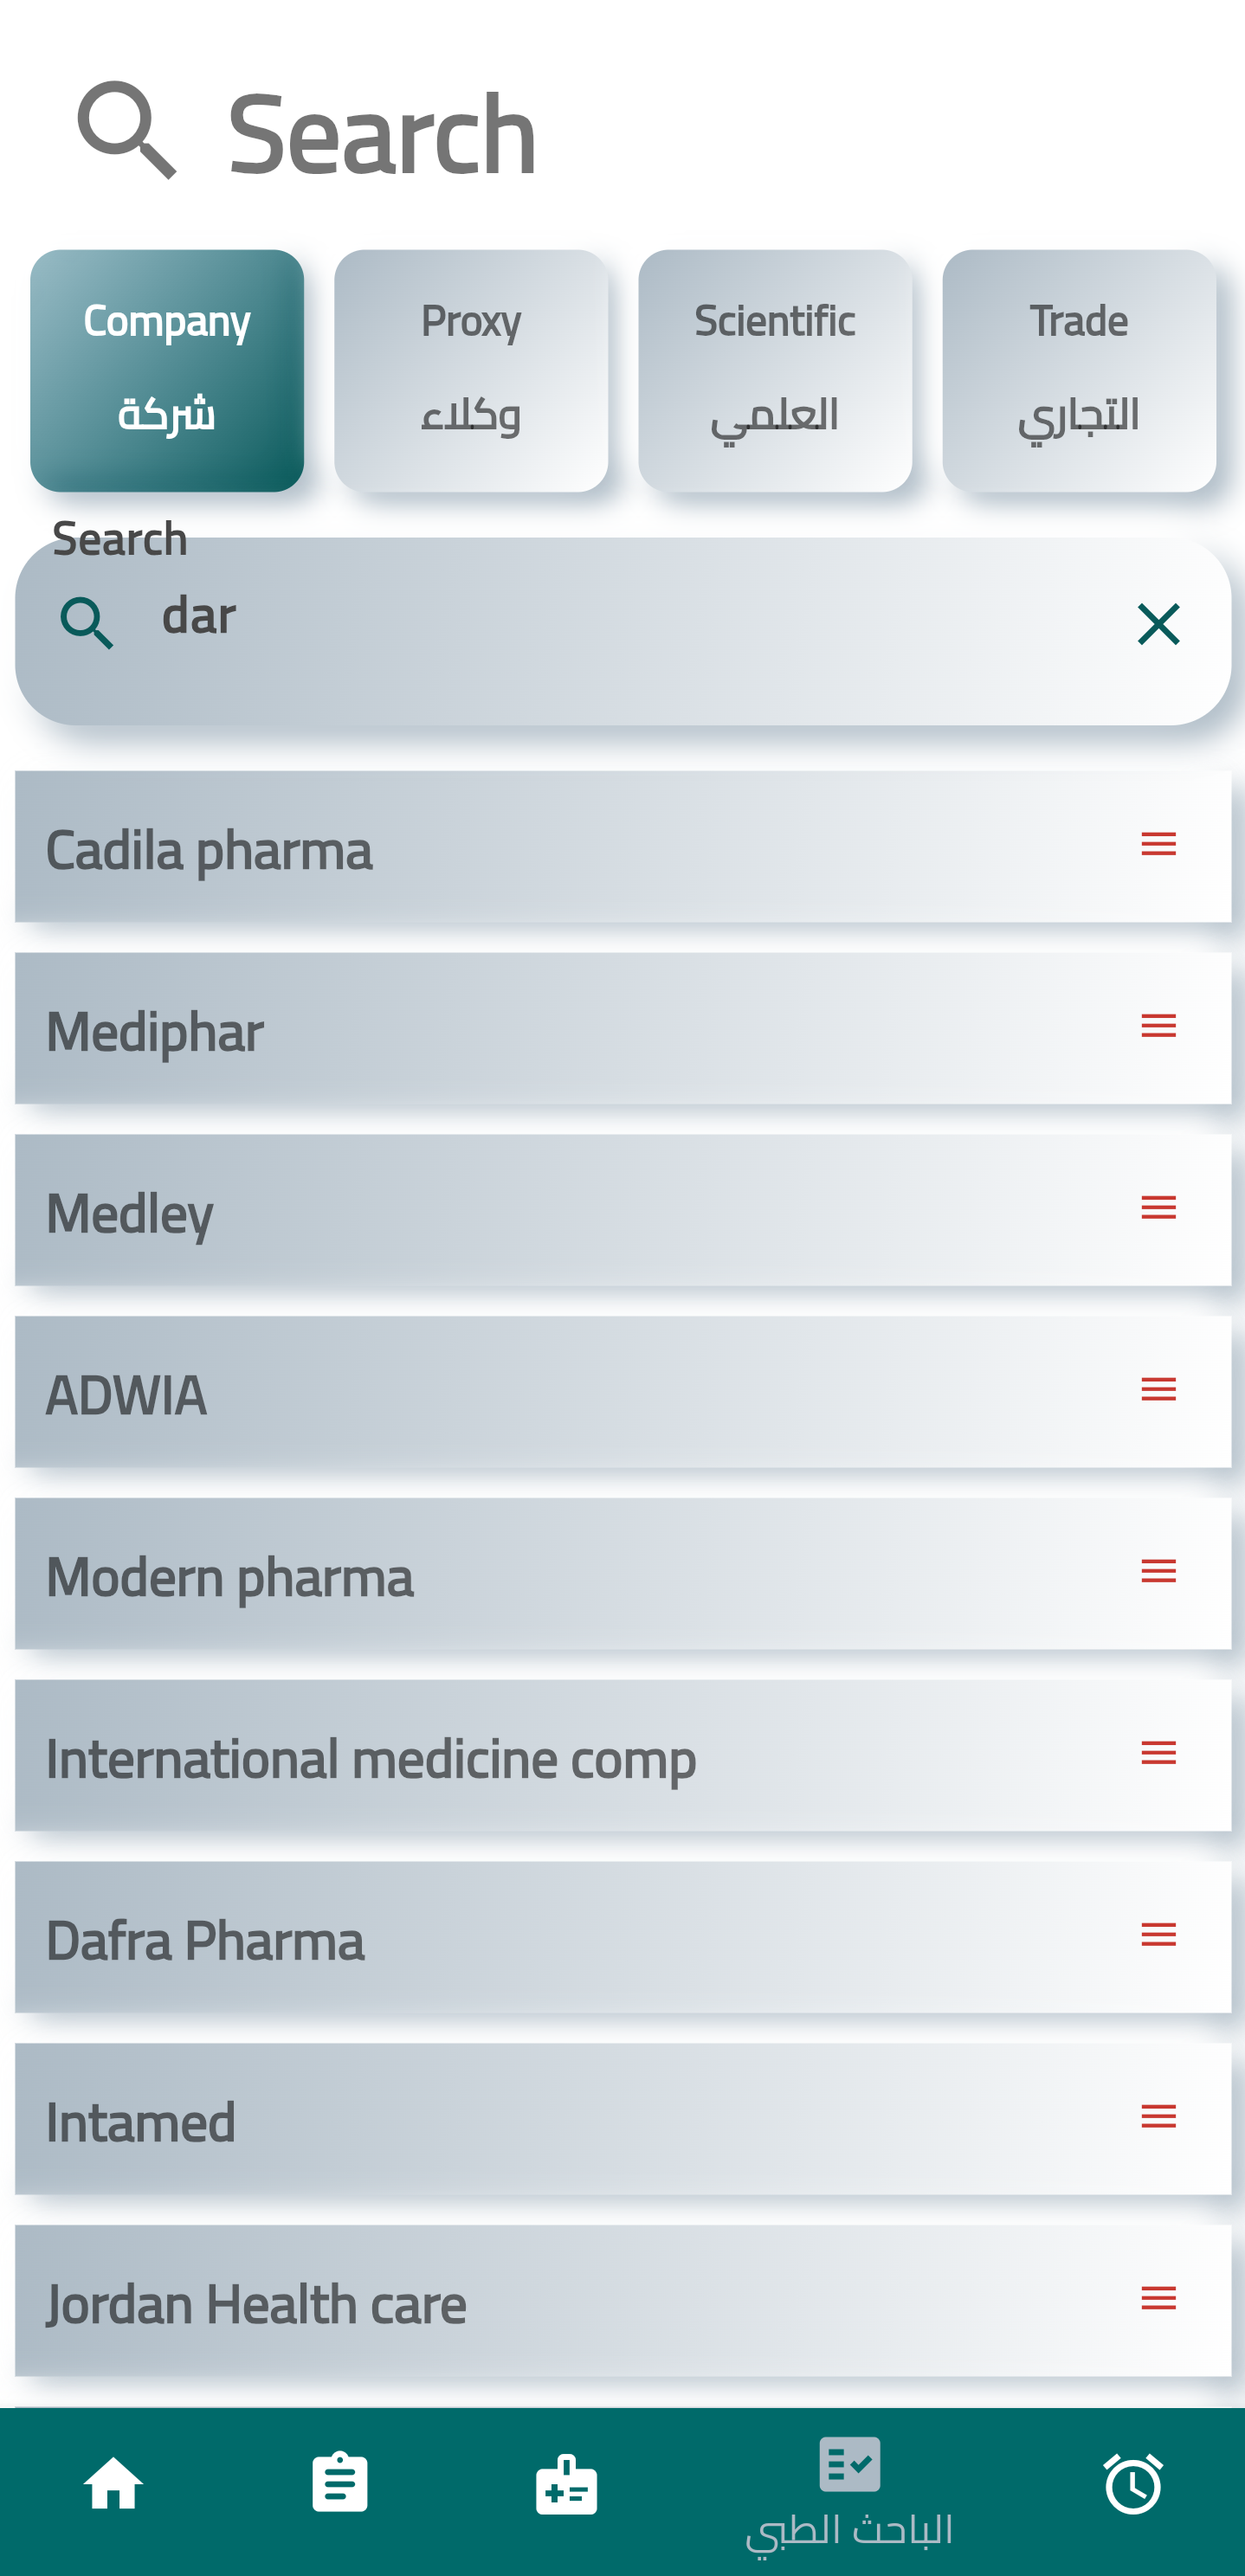 Search
Company
شركة
Proxy
وكلاء
Scientific
العلمي
Trade
التجاري
Search
dar
Cadila pharma
Mediphar
Medley
ADWIA
Modern pharma
International medicine comp
Dafra Pharma
Intamed
Jordan Health care
الباحث الطبي